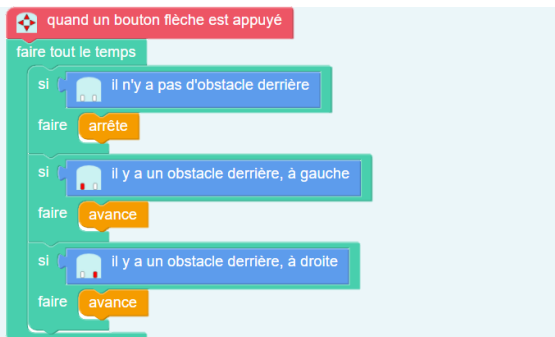 quand un bouton flèche est appuyé
faire tout le temps
si il n'y a pas d'obstacle derrière
faire arrête
si il y a un obstacle derrière, à gauche
faire avance
si il y a un obstacle derrière, à droite
faire avance